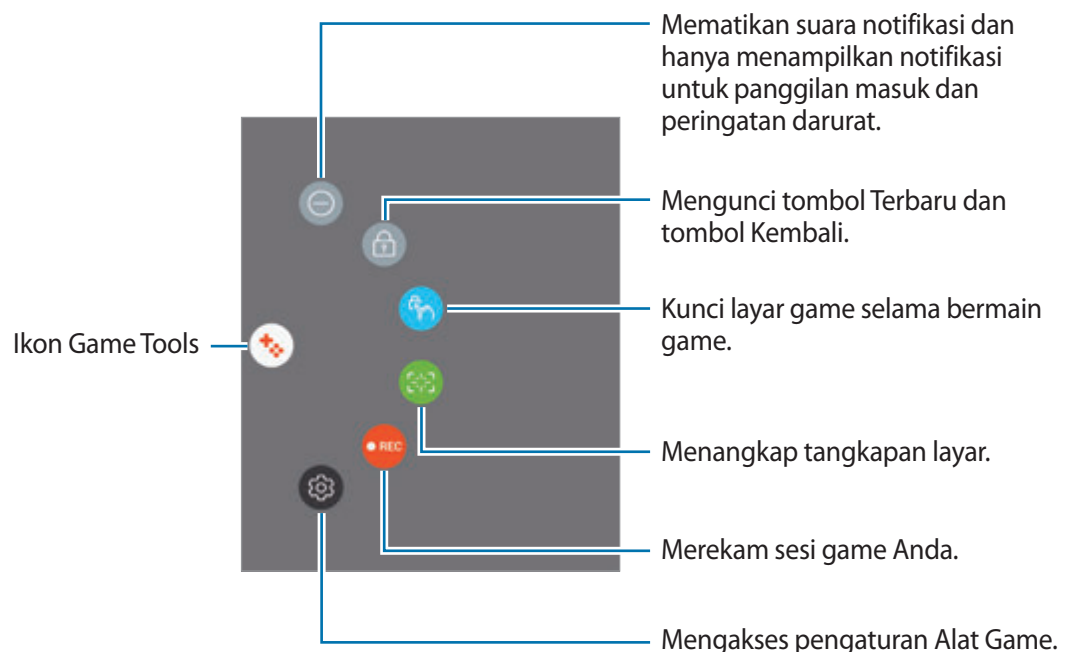 Mematikan suara notifikasi dan
hanya menampilkan notifikasi
untuk panggilan masuk dan
peringatan darurat.
Mengunci tombol Terbaru dan
tombol Kembali.
Kunci layar game selama bermain
game.
Ikon Game Tools
Menangkap tangkapan layar.
REC
Merekam sesi game Anda.
Mengakses pengaturan Alat Game.